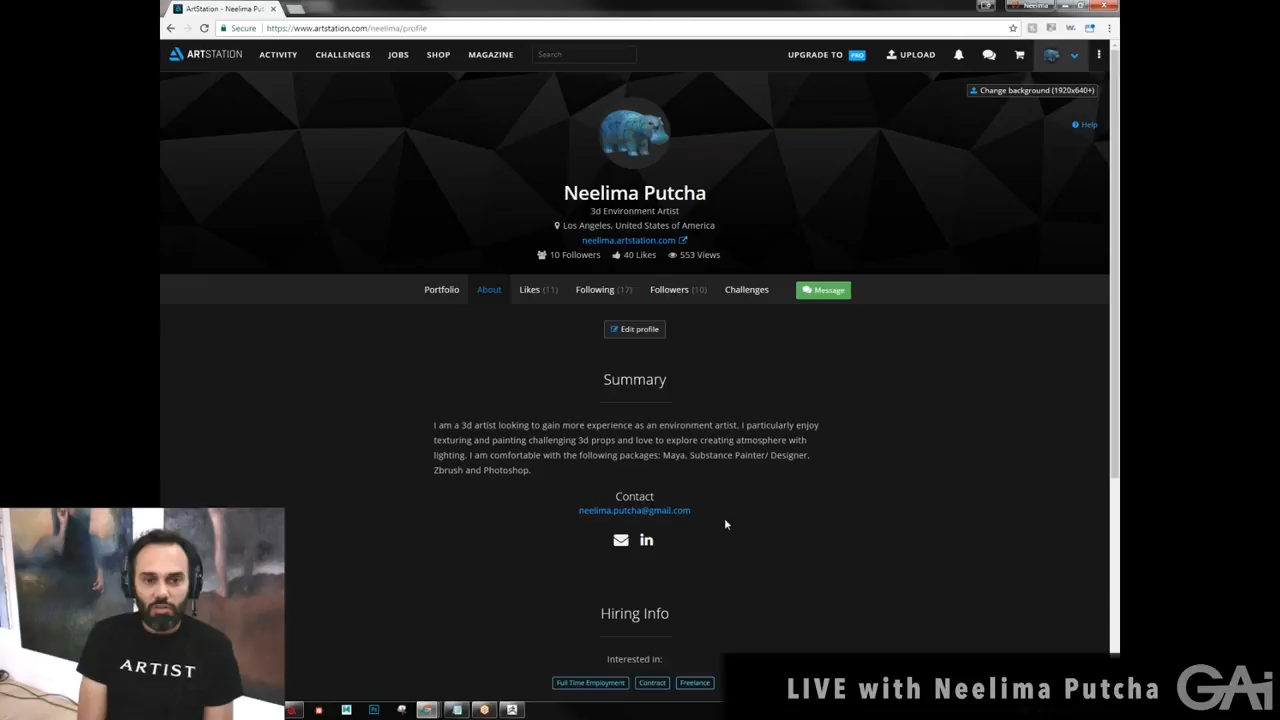 ArtStation - Neelima Put
Neelima
Secure
https://www.artstation.com/neelima/profile
ARTSTATION
ACTIVITY
CHALLENGES
JOBS
SHOP
MAGAZINE
Search
UPGRADE TO PRO
UPLOAD
Change background (1920x640+)
Help
Neelima Putcha
3d Environment Artist
Los Angeles, United States of America
neelima.artstation.com
10 Followers 40 Likes 553 Views
Portfolio
About
Likes (11)
Following (17)
Followers (10)
Challenges
Message
Edit profile
Summary
I am a 3d artist looking to gain more experience as an environment artist. I particularly enjoy
texturing and painting challenging 3d props and love to explore creating atmosphere with
lighting. I am comfortable with the following packages: Maya, Substance Painter/ Designer,
Zbrush and Photoshop.
Contact
neelima.putcha@gmail.com
in
Hiring Info
Interested in:
Full Time Employment
Contract
Freelance
ARTIST
Ps
LIVE with Neelima Putcha
GAi